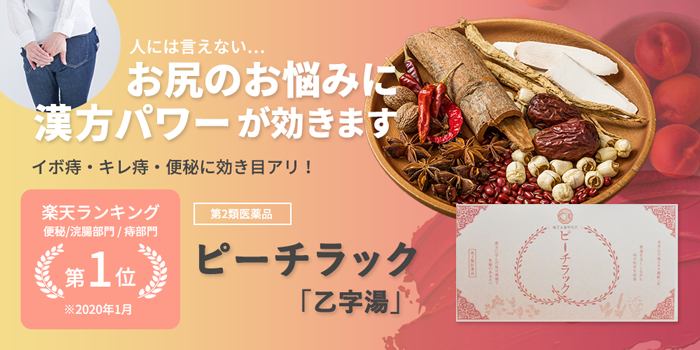 人には言えない…
お尻のお悩みに
漢方パワーが効きます
イボ痔・キレ痔・便秘に効き目アリ！
楽天ランキング
便秘/浣腸部門 / 痔部門
第1位
※2020年1月
第2類医薬品
ピーチラック
「乙字湯」
ピーチラック